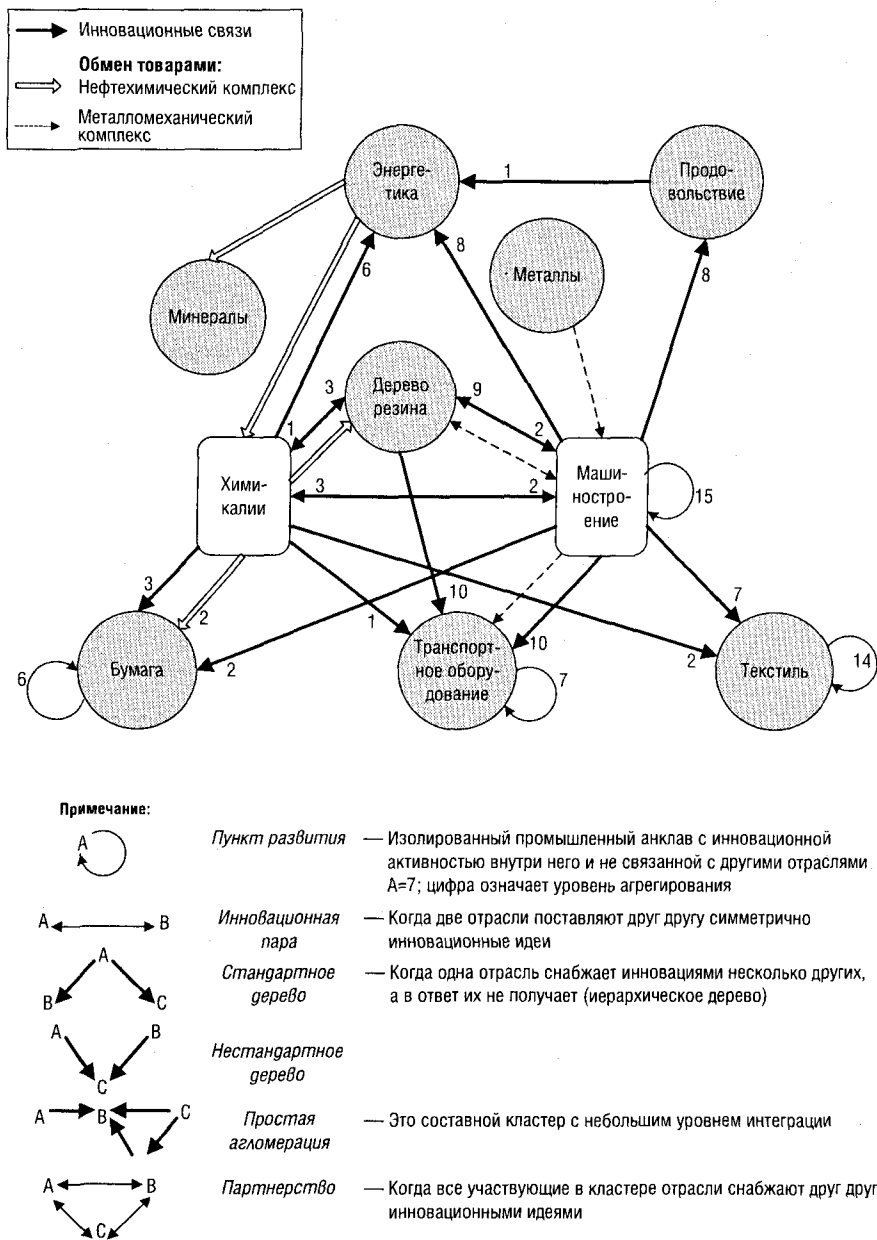 Инновационные связи
Обмен товарами:
Нефтехимический комплекс
Металломеханический
комплекс
Энерге-
тика
1
Продо-
вольствие
Минералы
6
8
Металлы
8
Дерево
резина
3
1
9
2
Хими-
калии
3
2
Маши-
ностро-
ение
15
3
2
Бумага
6
2
10
1
Транспорт-
ное обору-
дование
10
7
7
2
Текстиль
14
Примечание:
A
Пункт развития
— Изолированный промышленный анклав с инновационной
активностью внутри него и не связанной с другими отраслями
A=7; цифра означает уровень агрегирования
A B
Инновационная
пара
— Когда две отрасли поставляют друг другу симметрично
инновационные идеи
A
B C
Стандартное
дерево
— Когда одна отрасль снабжает инновациями несколько других,
а в ответ их не получает (иерархическое дерево)
A B
C
Нестандартное
дерево
A B C
Простая
агломерация
— Это составной кластер с небольшим уровнем интеграции
A B
C
Партнерство
— Когда все участвующие в кластере отрасли снабжают друг друг
инновационными идеями